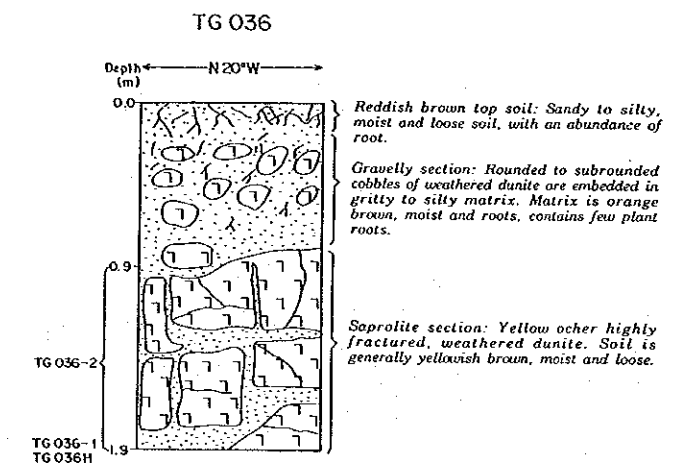 TG 036
Depth
(m)
N 20°W
0.0
Reddish brown top soil: Sandy to silty,
moist and loose soil, with an abundance of
root.
Gravelly section: Rounded to subrounded
cobbles of weathered dunite are embedded in
gritty to silty matrix. Matrix is orange
brown, moist and roots, contains few plant
roots.
0.9
Saprolite section: Yellow ocher highly
fractured, weathered dunite. Soil is
generally yellowish brown, moist and loose.
TG 036-2
TG 036-1
TG 036H
1.9